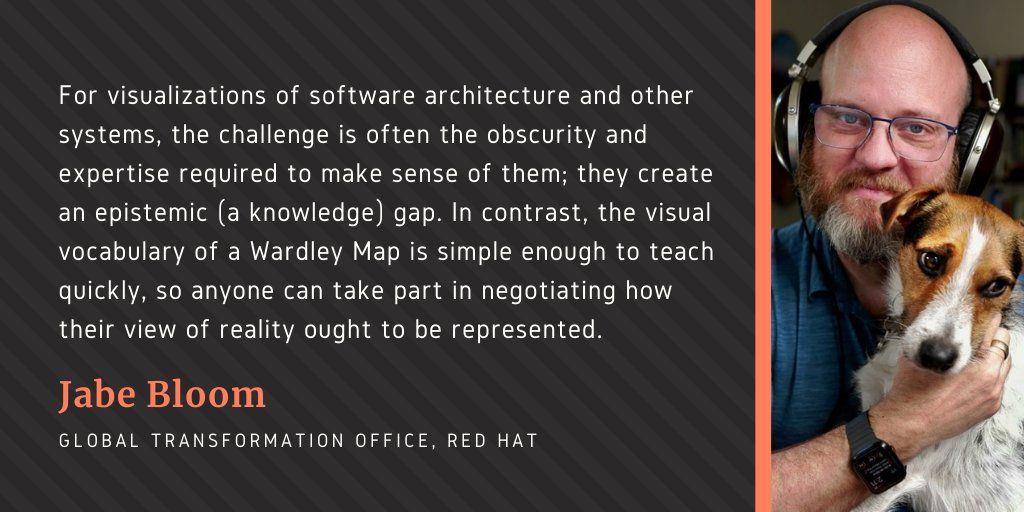 For visualizations of software architecture and other
systems, the challenge is often the obscurity and
expertise required to make sense of them; they create
an epistemic (a knowledge) gap. In contrast, the visual
vocabulary of a Wardley Map is simple enough to teach
quickly, so anyone can take part in negotiating how
their view of reality ought to be represented.
Jabe Bloom
GLOBAL TRANSFORMATION OFFICE, RED HAT